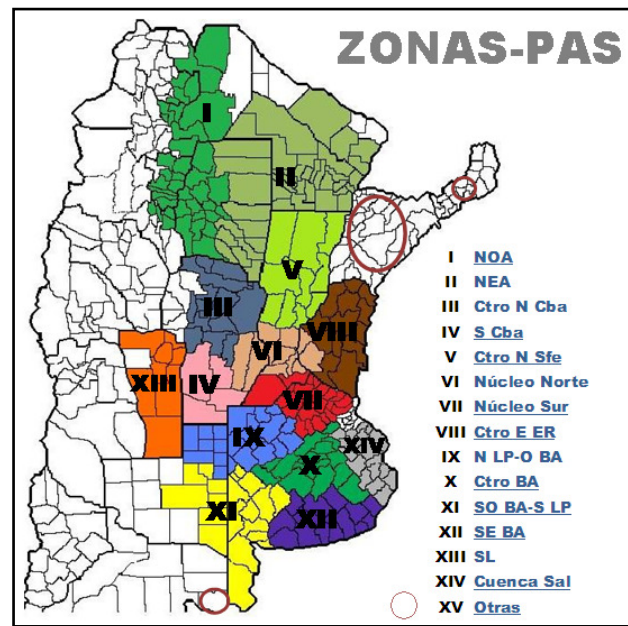 ZONAS-PAS
I
II
V
III
VIII
VI
XIII
IV
VII
IX
XIV
X
XI
XII
I NOA
II NEA
III Ctro N Cba
IV S Cba
V Ctro N Sfe
VI Núcleo Norte
VII Núcleo Sur
VIII Ctro E ER
IX N LP-O BA
X Ctro BA
XI SO BA-S LP
XII SE BA
XIII SL
XIV Cuenca Sal
XV Otras